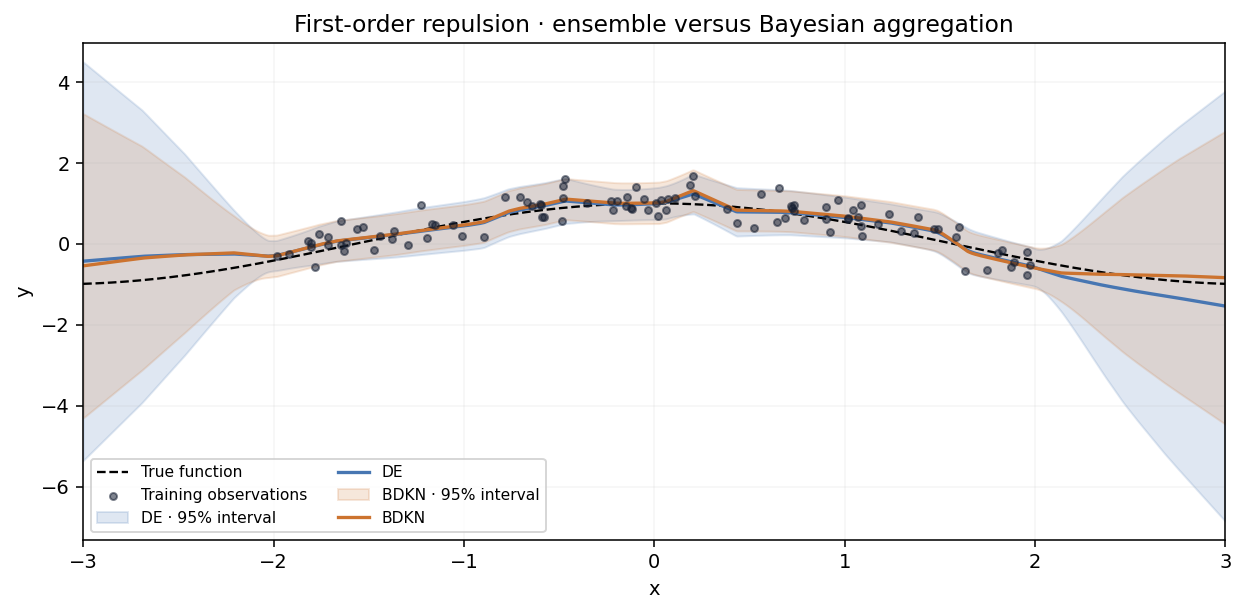 First-order repulsion · ensemble versus Bayesian aggregation
y
4
2
0
−2
−4
−6
True function
Training observations
DE · 95% interval
DE
BDKN · 95% interval
BDKN
−3
−2
−1
0
1
2
3
x